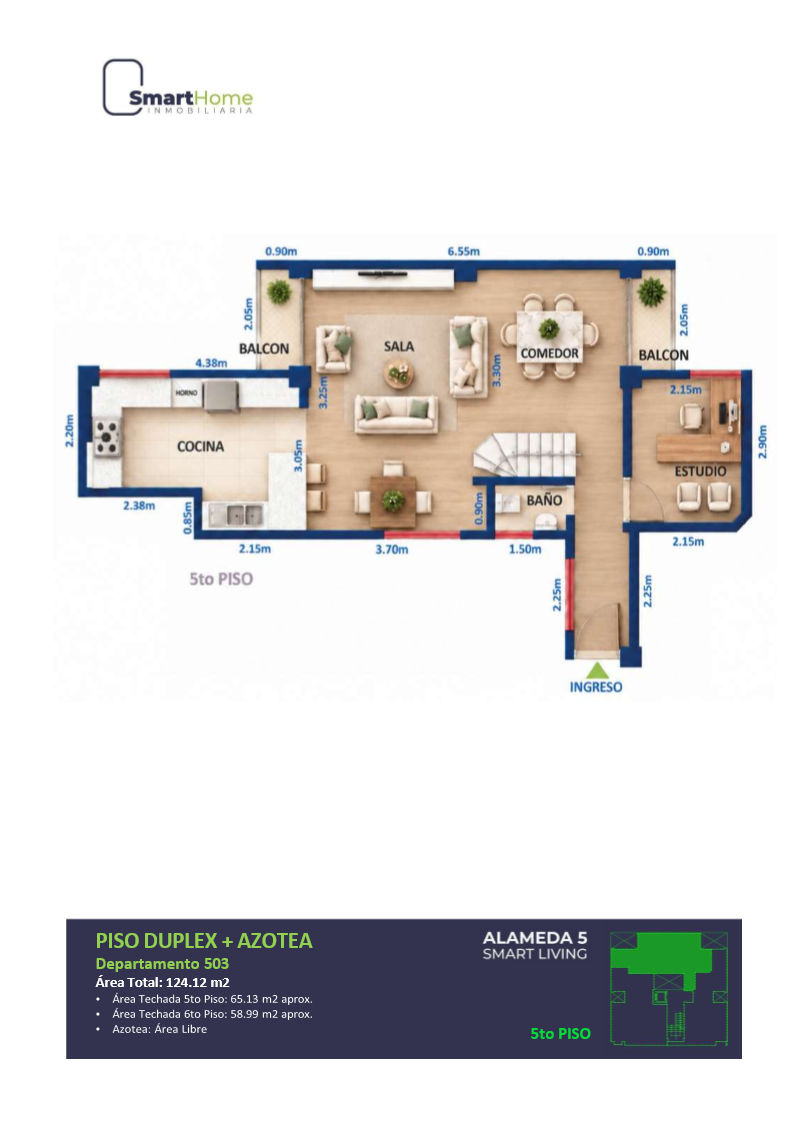 SmartHome
INMOBILIARIA
0.90m 6.55m 0.90m
2.05m
2.05m
BALCON
SALA
COMEDOR
BALCON
4.38m
HORNO
3.25m
3.30m
2.15m
2.20m
COCINA
3.05m
2.90m
ESTUDIO
BAÑO
2.38m
0.85m
0.90m
2.15m
3.70m
1.50m
2.15m
5to PISO
2.25m
2.25m
INGRESO
PISO DUPLEX + AZOTEA
Departamento 503
Área Total: 124.12 m2
• Área Techada 5to Piso: 65.13 m2 aprox.
• Área Techada 6to Piso: 58.99 m2 aprox.
• Azotea: Área Libre
ALAMEDA 5
SMART LIVING
5to PISO